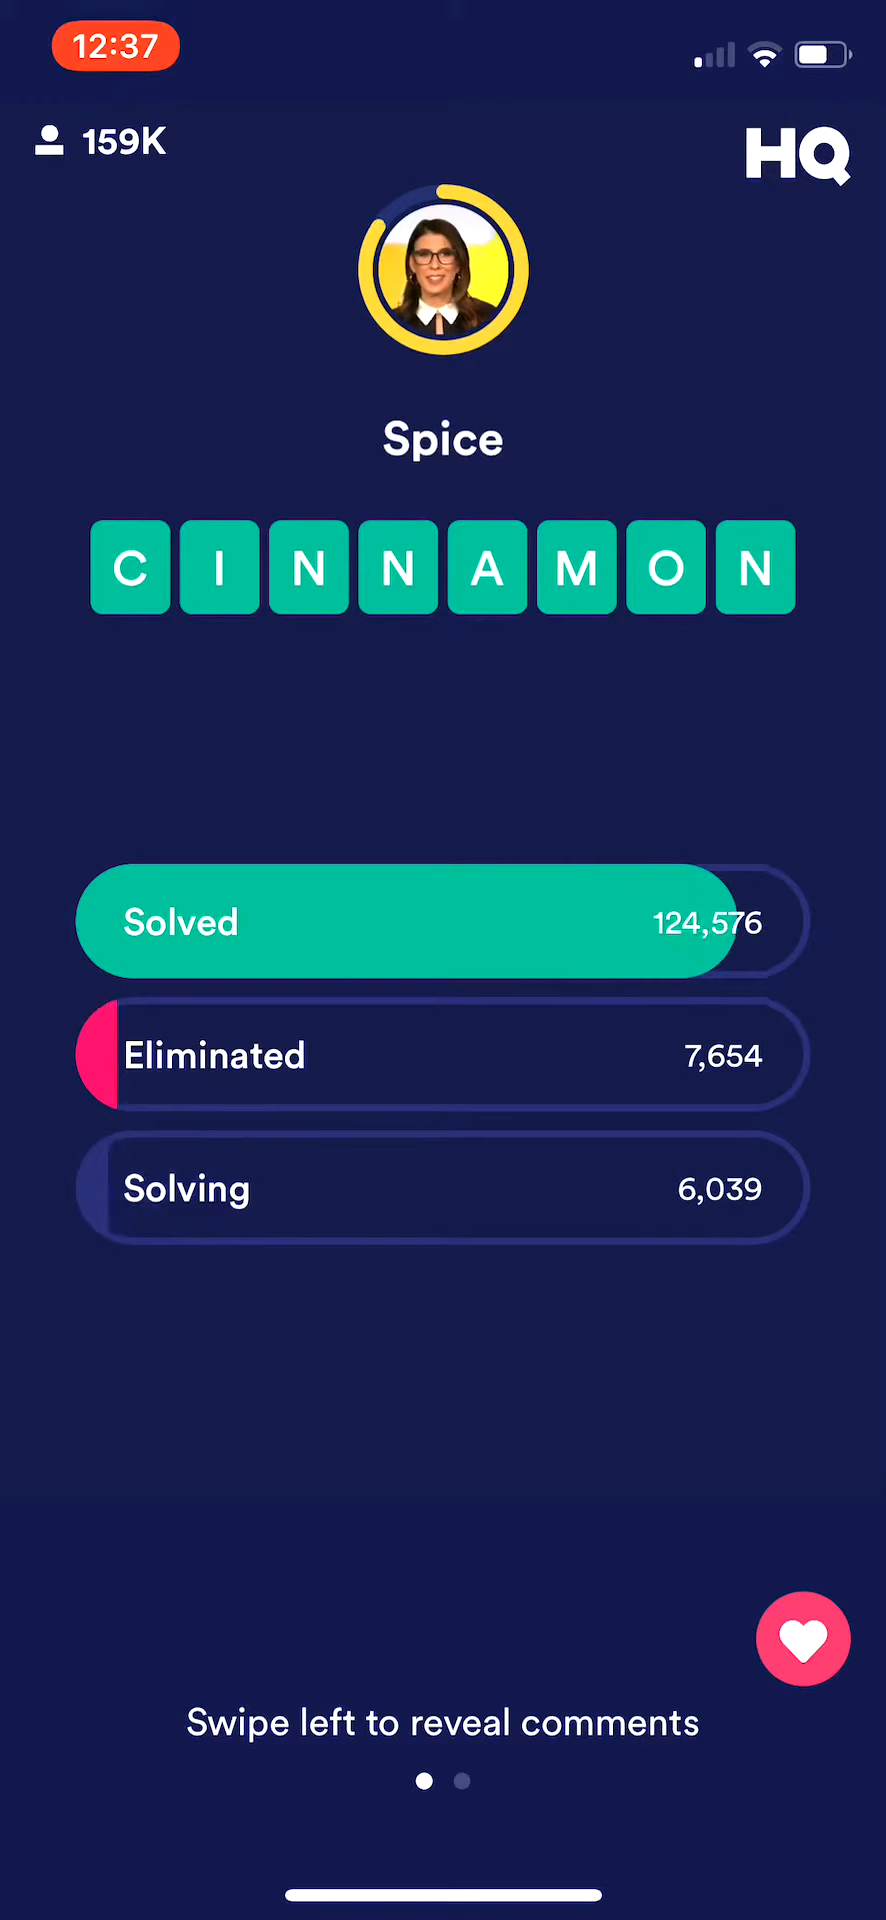 12:37
159K
HQ
Spice
CINNAMON
Solved 124,576
Eliminated 7,654
Solving 6,039
Swipe left to reveal comments